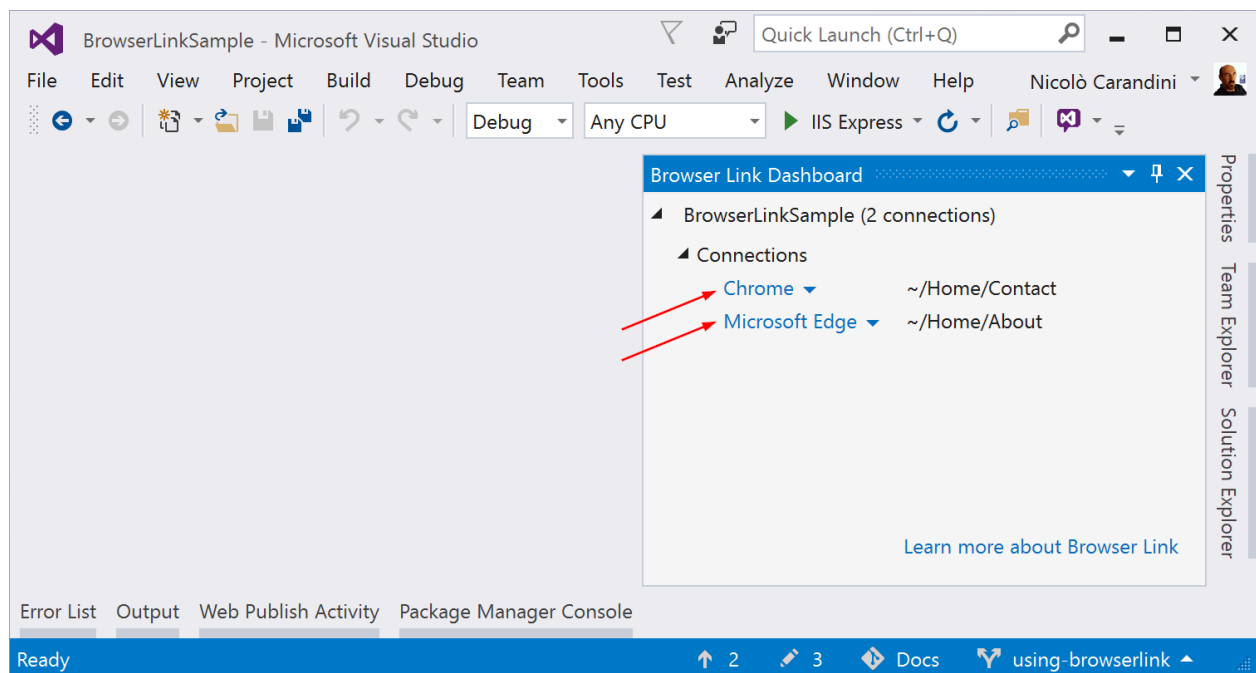 BrowserLinkSample - Microsoft Visual Studio
Quick Launch (Ctrl+Q)
File Edit View Project Build Debug Team Tools Test Analyze Window Help Nicolò Carandini
Debug Any CPU IIS Express
Browser Link Dashboard
BrowserLinkSample (2 connections)
Connections
Chrome ~/Home/Contact
Microsoft Edge ~/Home/About
Learn more about Browser Link
Properties
Team Explorer
Solution Explorer
Error List Output Web Publish Activity Package Manager Console
Ready 2 3 Docs using-browserlink